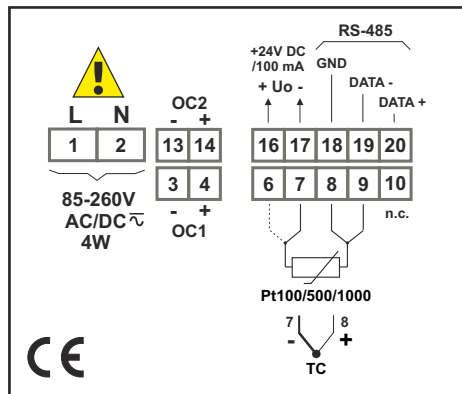 RS-485
+24V DC
/100 mA
GND
+ Uo -
DATA -
DATA +
L N
OC2
- +
1 2
13 14
16 17 18 19 20
3 4
6 7 8 9 10
85-260V
AC/DC
4W
- +
OC1
n.c.
Pt100/500/1000
7 8
- +
TC
CE